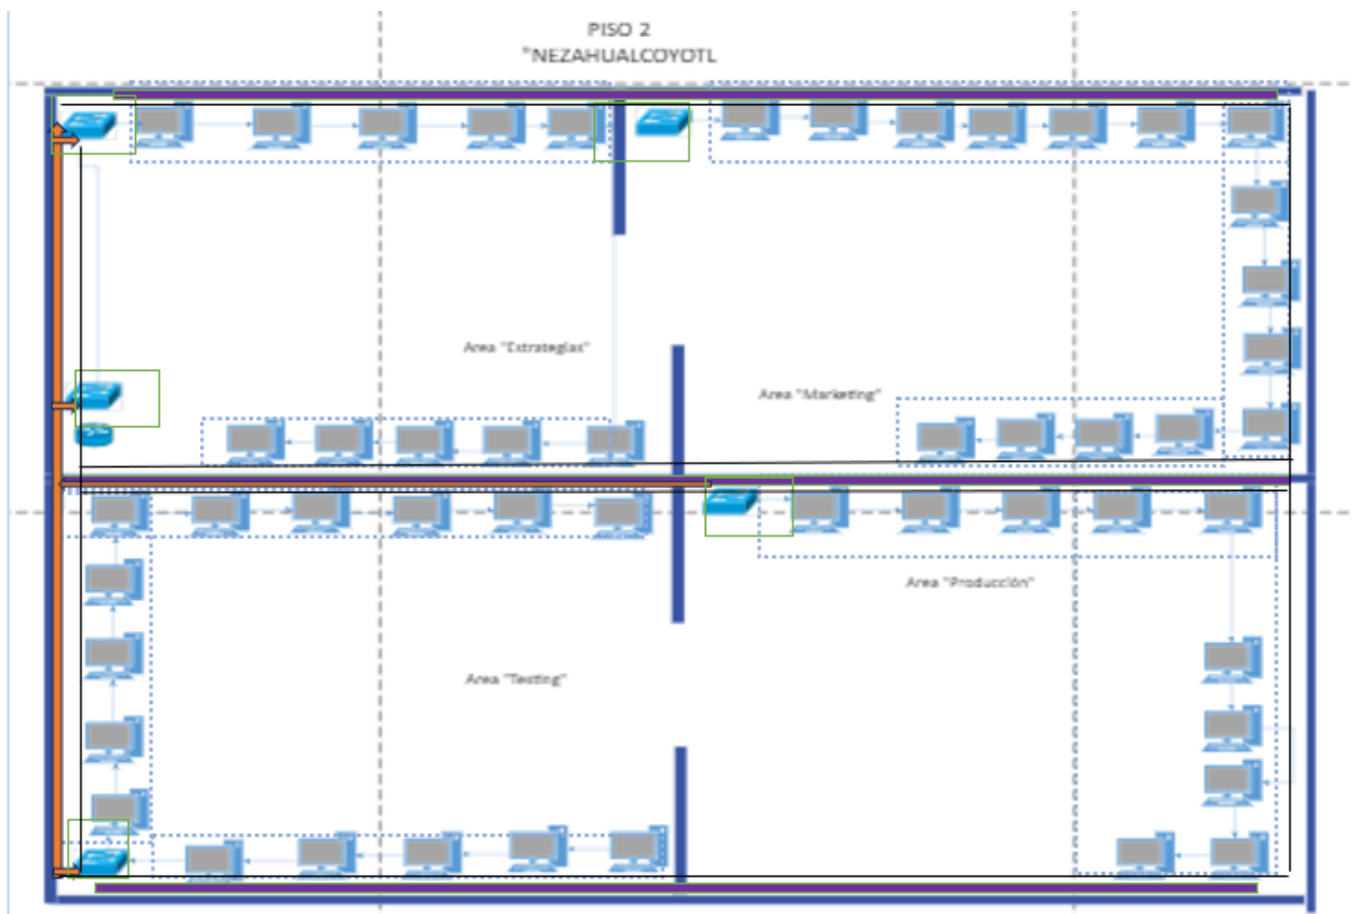 PISO 2
"NEZAHUALCOYOTL
Area "Estrategias"
Area "Marketing"
Area "Producción"
Area "Testing"